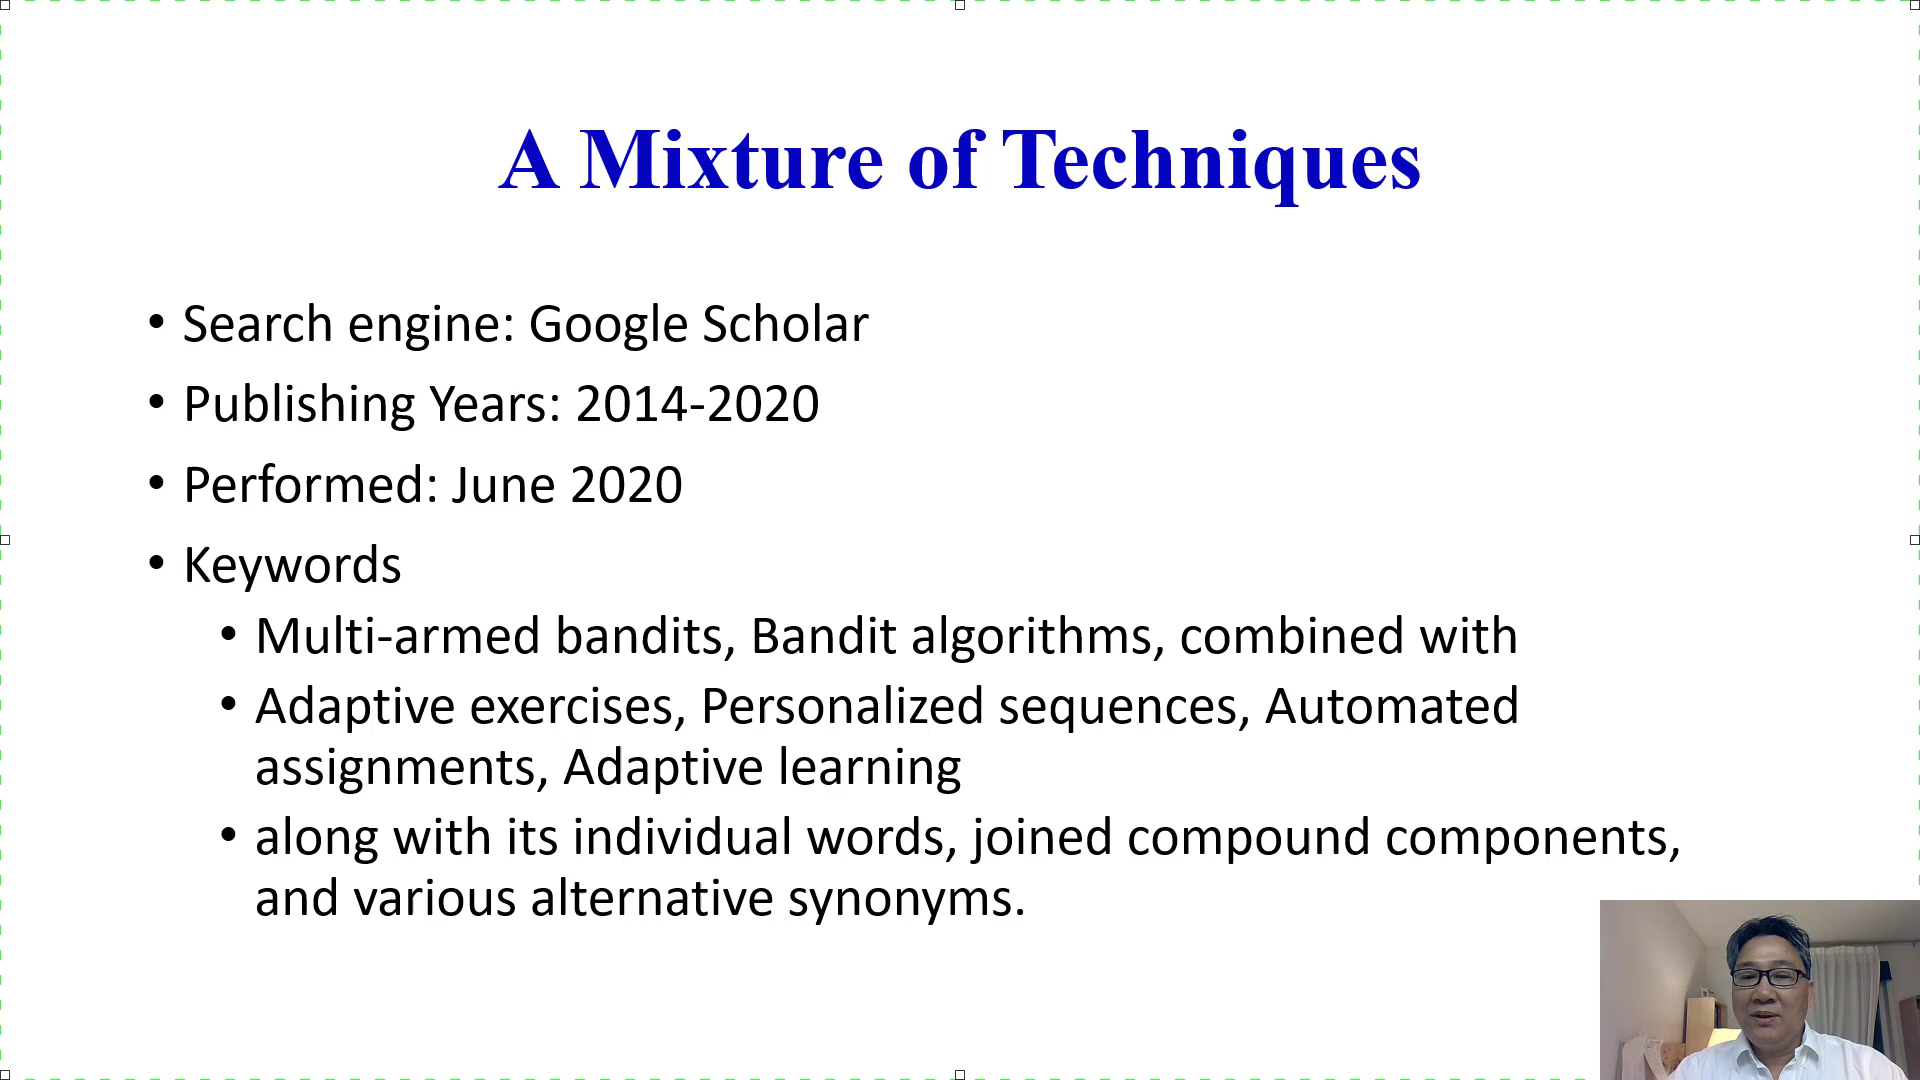 A Mixture of Techniques
• Search engine: Google Scholar
• Publishing Years: 2014-2020
• Performed: June 2020
• Keywords
• Multi-armed bandits, Bandit algorithms, combined with
• Adaptive exercises, Personalized sequences, Automated
assignments, Adaptive learning
• along with its individual words, joined compound components,
and various alternative synonyms.